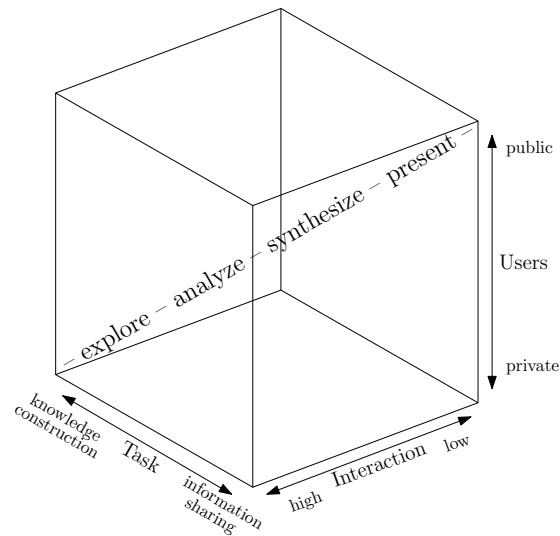 public
– explore – analyze – synthesize – present –
Users
private
knowledge
construction
Task
information
sharing
high
Interaction
low